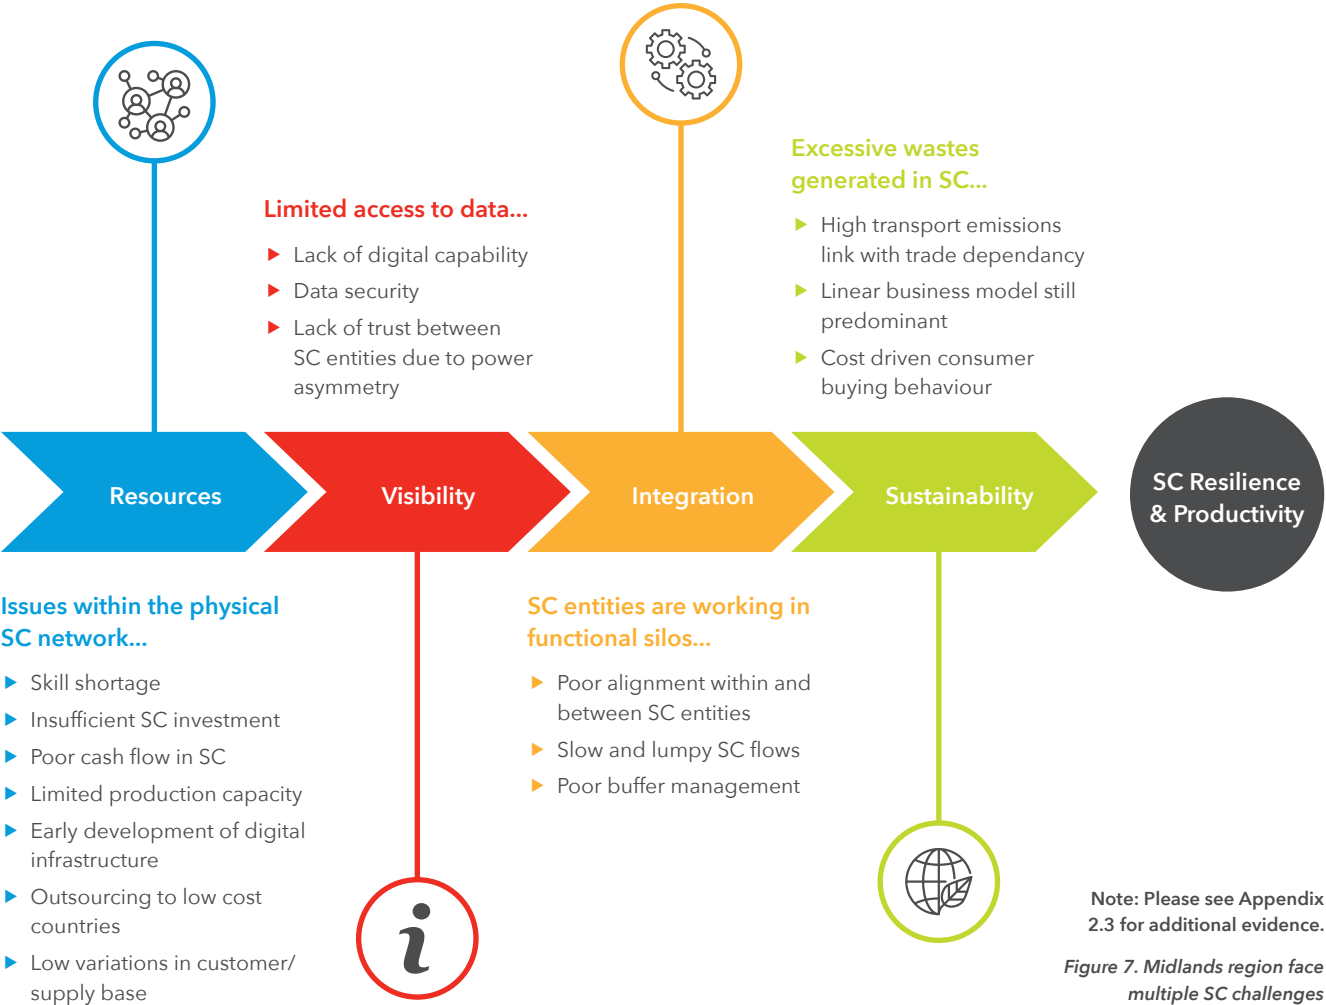 Excessive wastes
generated in SC...
High transport emissions
link with trade dependancy
Linear business model still
predominant
Cost driven consumer
buying behaviour
Limited access to data...
Lack of digital capability
Data security
Lack of trust between
SC entities due to power
asymmetry
Resources
Visibility
Integration
Sustainability
SC Resilience
& Productivity
Issues within the physical
SC network...
Skill shortage
Insufficient SC investment
Poor cash flow in SC
Limited production capacity
Early development of digital
infrastructure
Outsourcing to low cost
countries
Low variations in customer/
supply base
SC entities are working in
functional silos...
Poor alignment within and
between SC entities
Slow and lumpy SC flows
Poor buffer management
i
Note: Please see Appendix
2.3 for additional evidence.
Figure 7. Midlands region face
multiple SC challenges